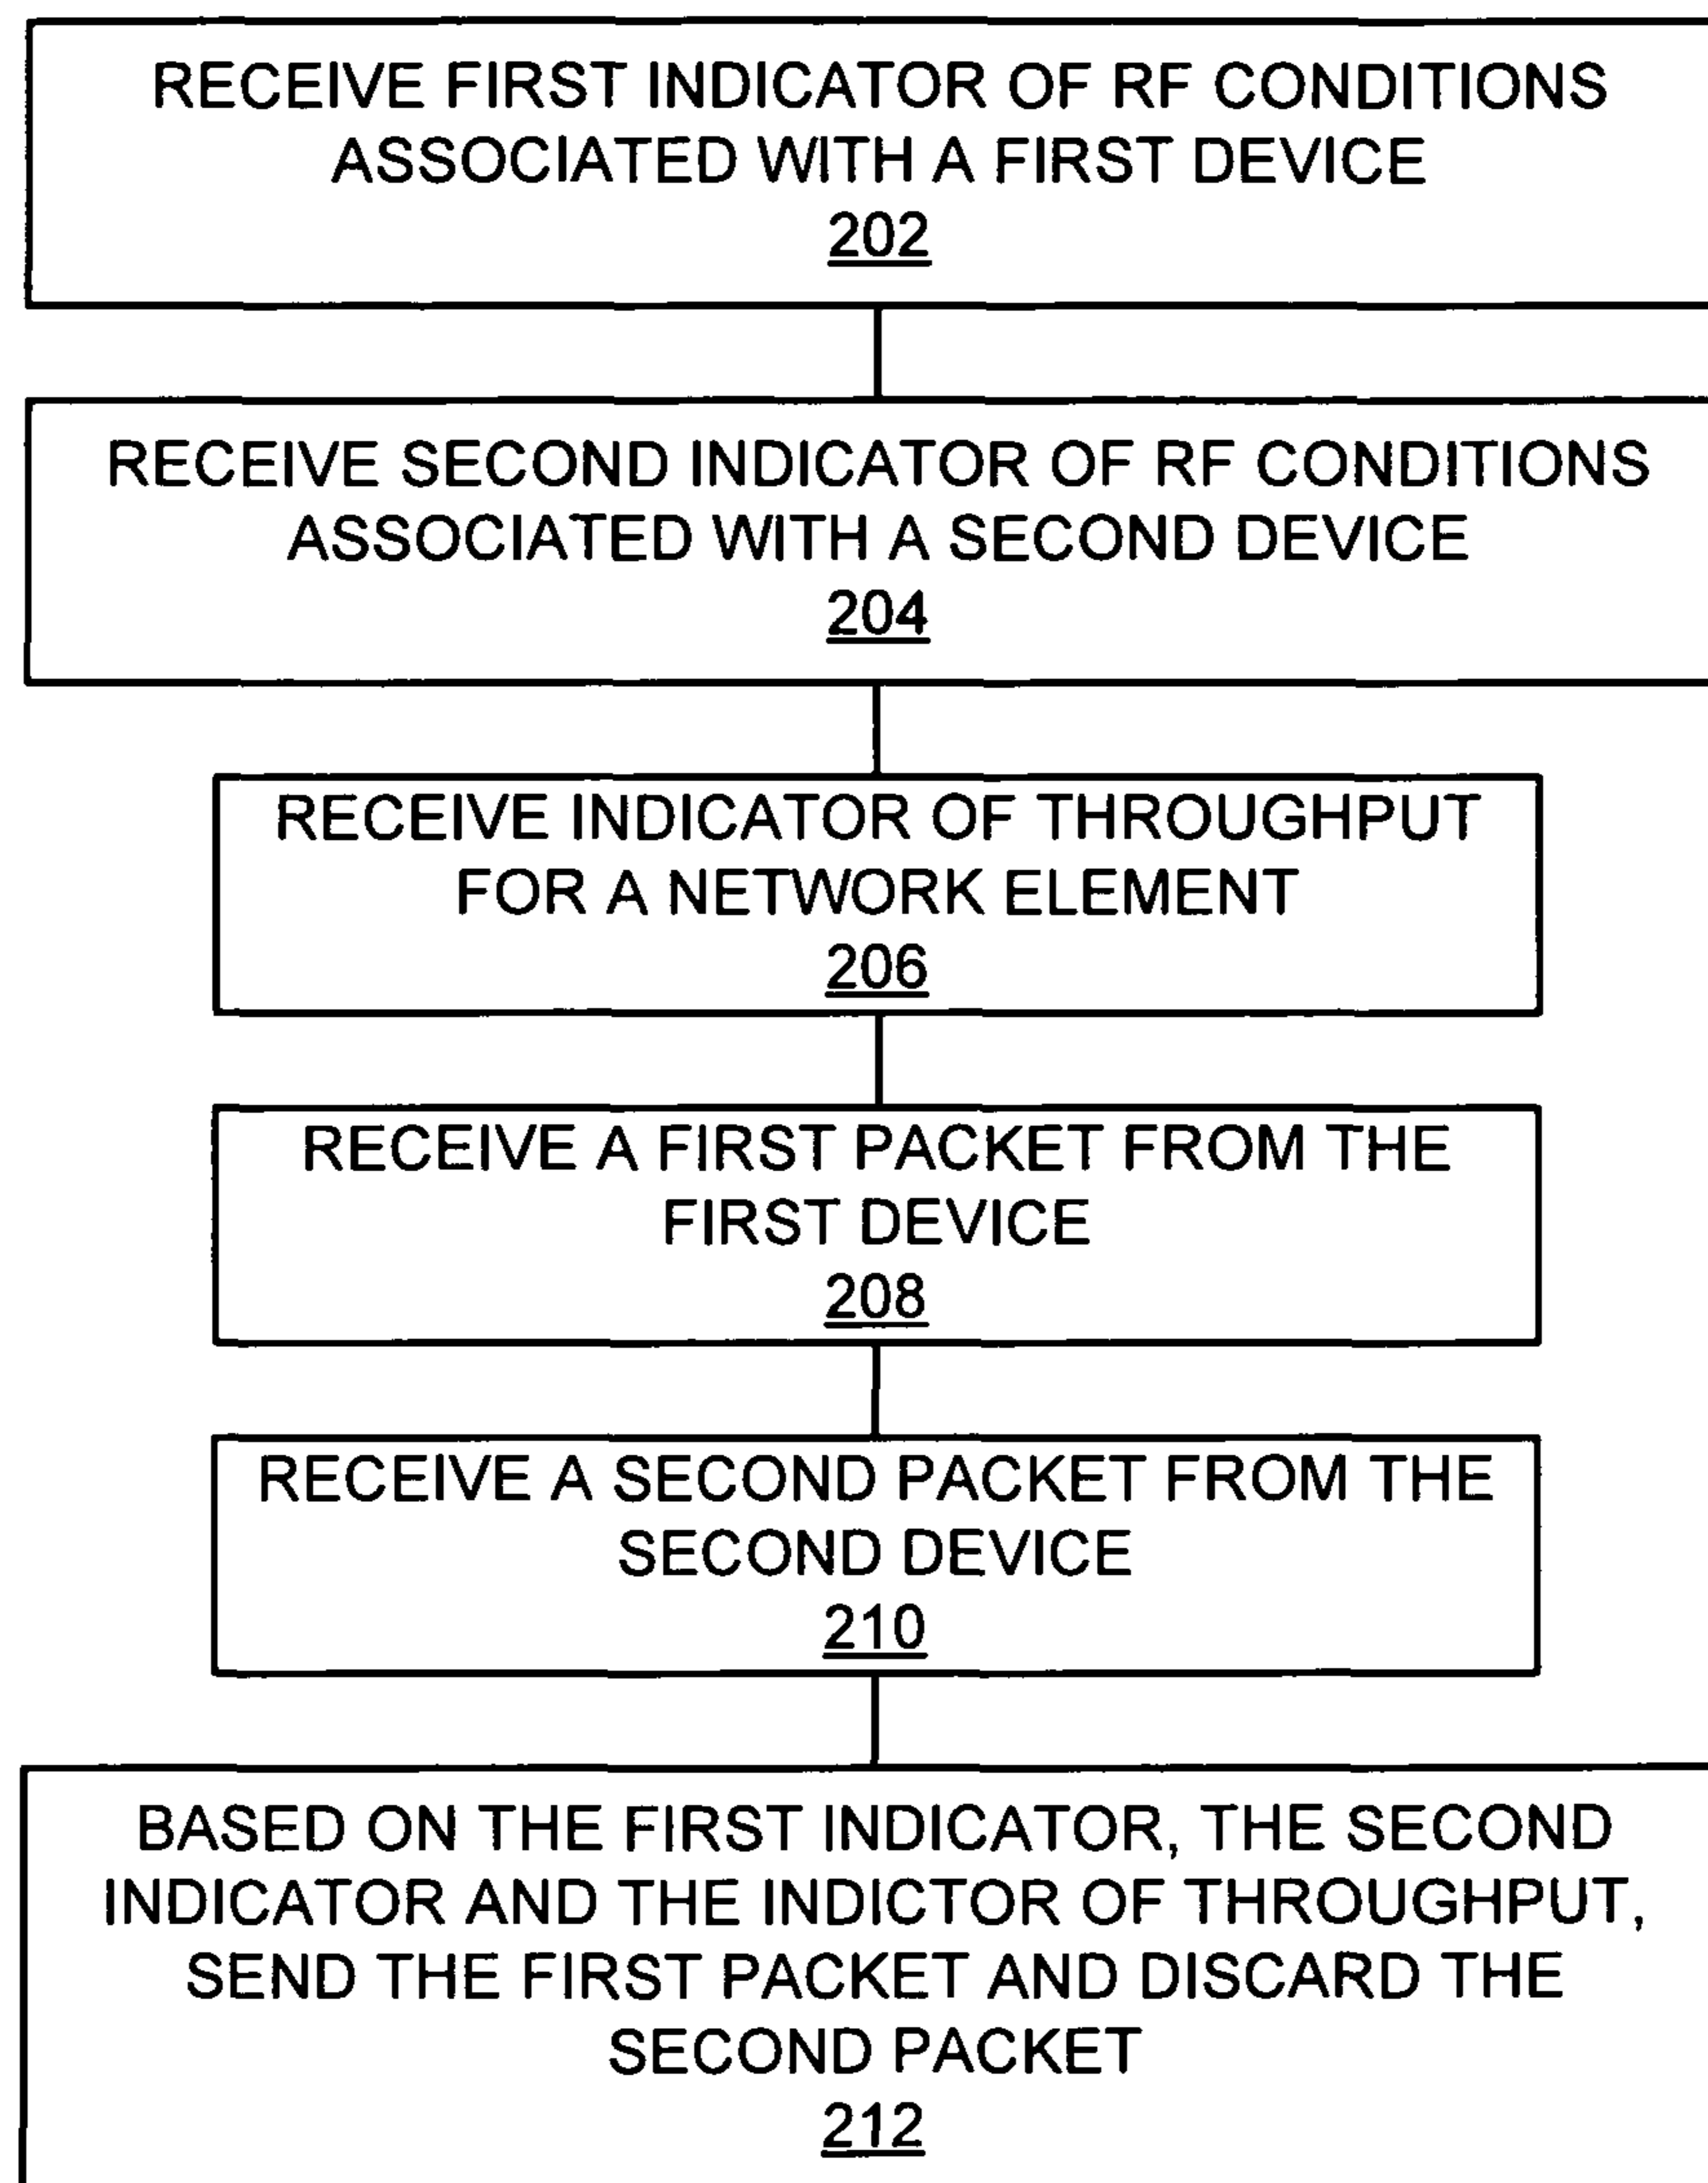 RECEIVE FIRST INDICATOR OF RF CONDITIONS
ASSOCIATED WITH A FIRST DEVICE
202
RECEIVE SECOND INDICATOR OF RF CONDITIONS
ASSOCIATED WITH A SECOND DEVICE
204
RECEIVE INDICATOR OF THROUGHPUT
FOR A NETWORK ELEMENT
206
RECEIVE A FIRST PACKET FROM THE
FIRST DEVICE
208
RECEIVE A SECOND PACKET FROM THE
SECOND DEVICE
210
BASED ON THE FIRST INDICATOR, THE SECOND
INDICATOR AND THE INDICTOR OF THROUGHPUT,
SEND THE FIRST PACKET AND DISCARD THE
SECOND PACKET
212